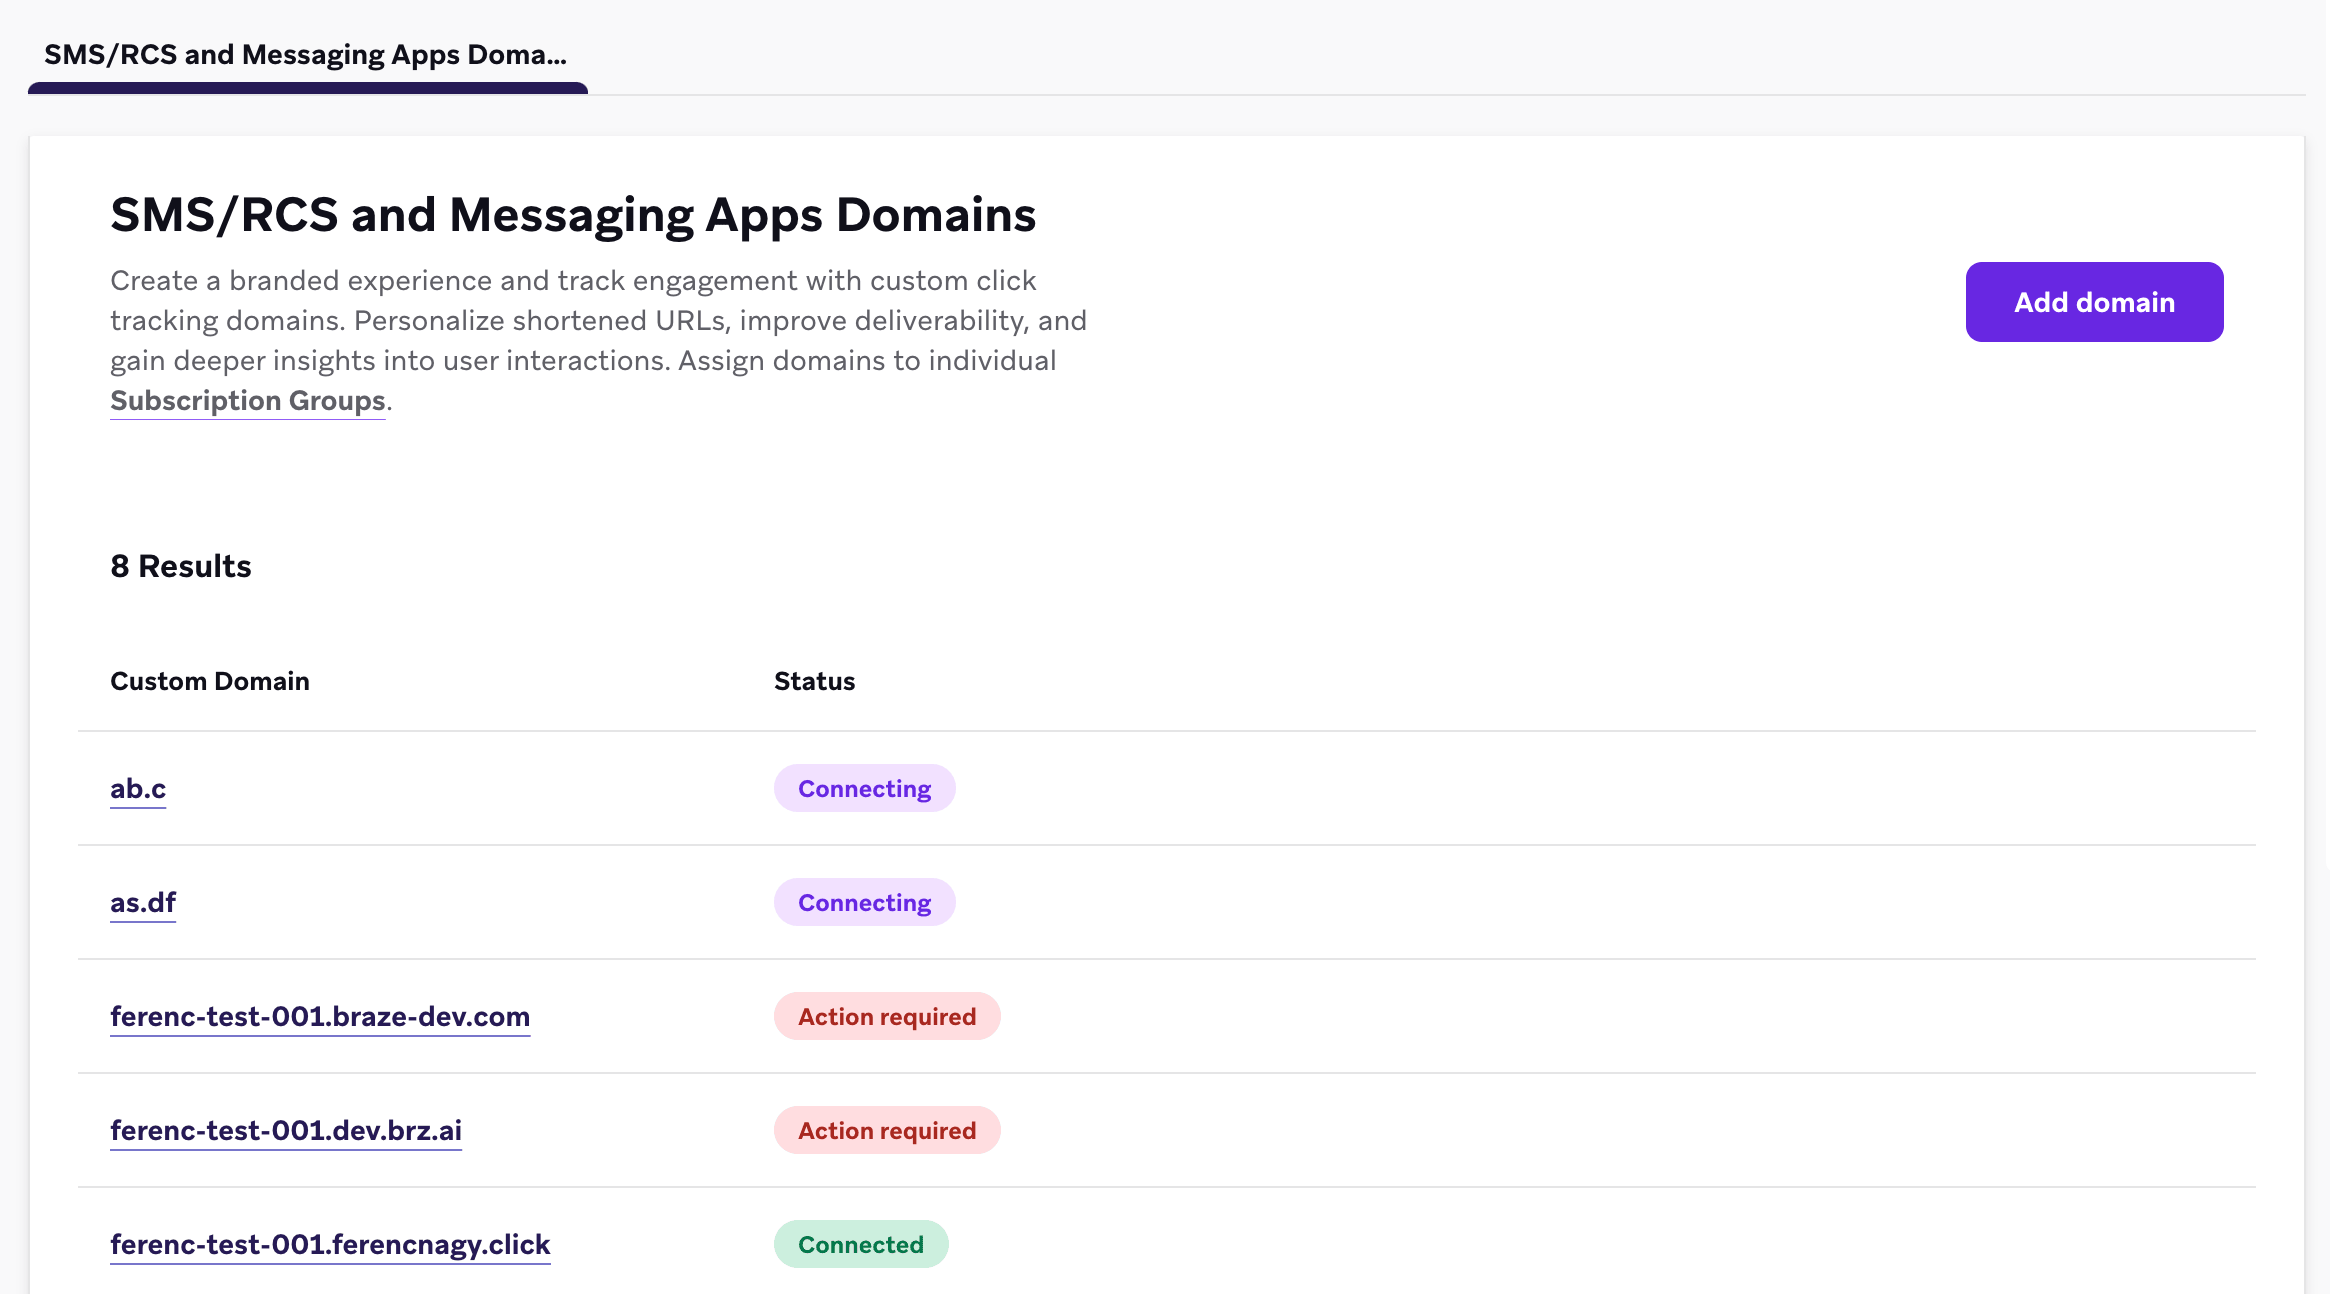 SMS/RCS and Messaging Apps Doma...
SMS/RCS and Messaging Apps Domains
Create a branded experience and track engagement with custom click
tracking domains. Personalize shortened URLs, improve deliverability, and
gain deeper insights into user interactions. Assign domains to individual
Subscription Groups.
Add domain
8 Results
Custom Domain Status
ab.c Connecting
as.df Connecting
ferenc-test-001.braze-dev.com Action required
ferenc-test-001.dev.brz.ai Action required
ferenc-test-001.ferencnagy.click Connected